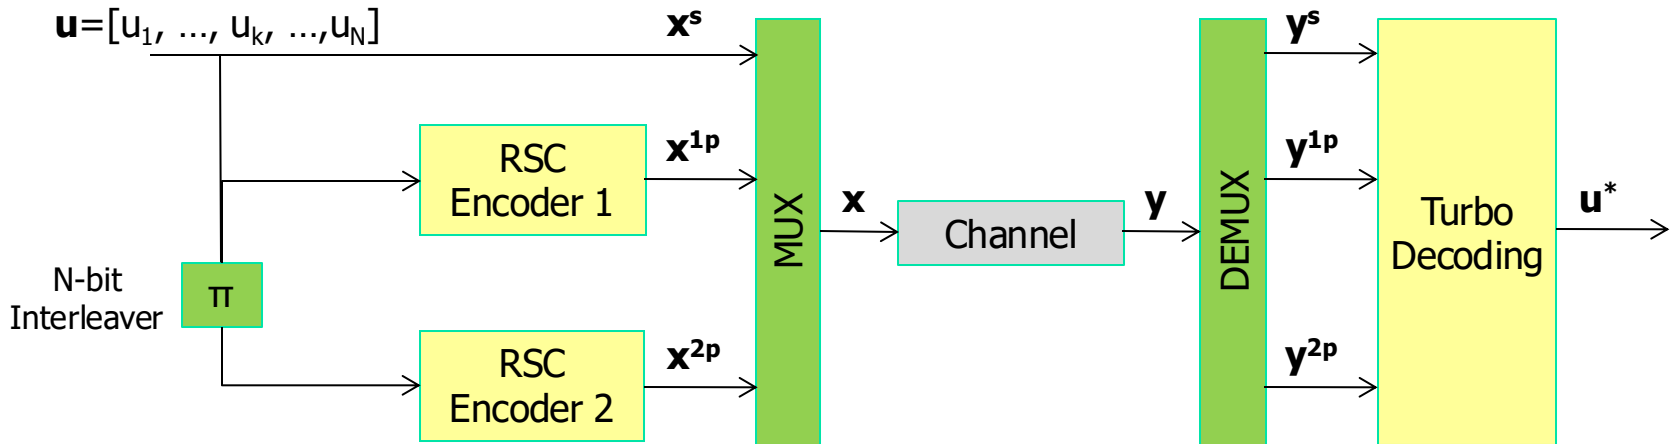 u=[u₁, ..., uₖ, ...,u_N]
xˢ
yˢ
RSC
Encoder 1
x¹ᵖ
y¹ᵖ
MUX
x
Channel
y
DEMUX
Turbo
Decoding
u*
N-bit
Interleaver
π
RSC
Encoder 2
x²ᵖ
y²ᵖ